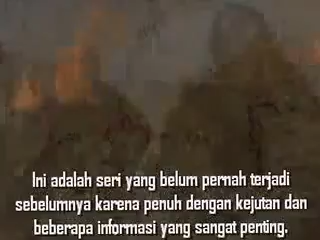 Ini adalah seri yang belum pernah terjadi
sebelumnya karena penuh dengan kejutan dan
beberapa informasi yang sangat penting.